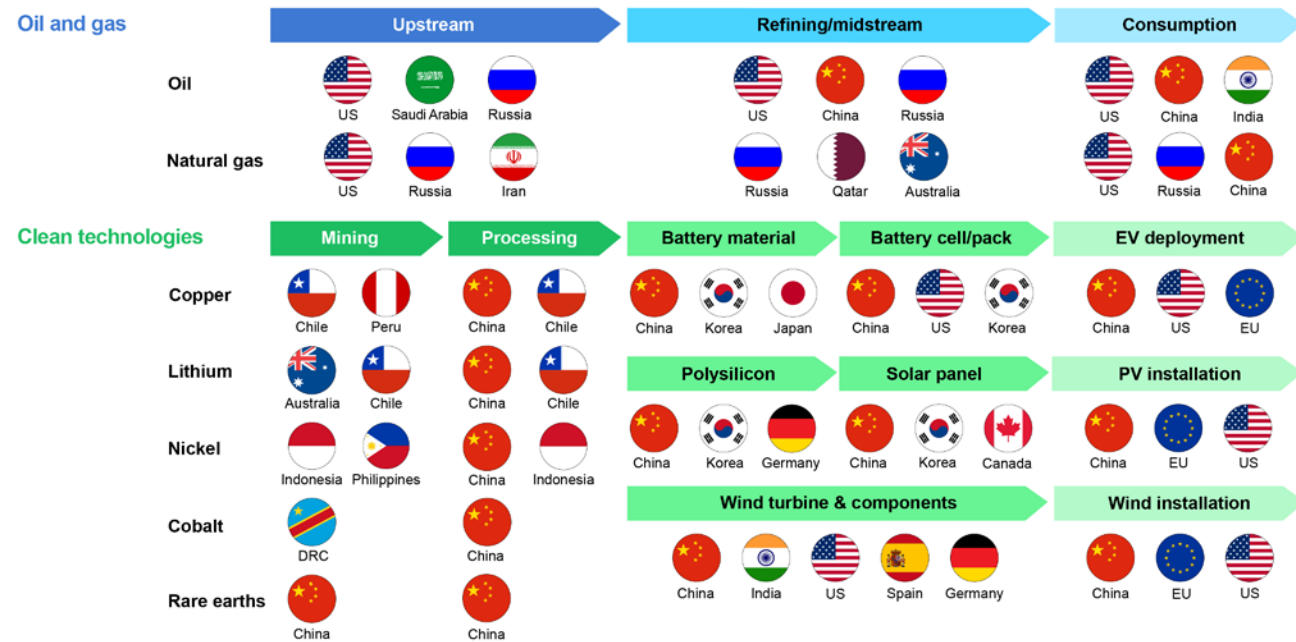 Oil and gas Upstream Refining/midstream Consumption
Oil
US Saudi Arabia Russia US China Russia US China India
Natural gas
US Russia Iran Russia Qatar Australia US Russia China
Clean technologies Mining Processing Battery material Battery cell/pack EV deployment
Copper
Chile Peru China Chile China Korea Japan China US Korea China US EU
Lithium Polysilicon Solar panel PV installation
Australia Chile China Chile
Nickel
China Korea Germany China Korea Canada China EU US
Indonesia Philippines China Indonesia
Wind turbine & components Wind installation
Cobalt
DRC China
China India US Spain Germany China EU US
Rare earths
China China